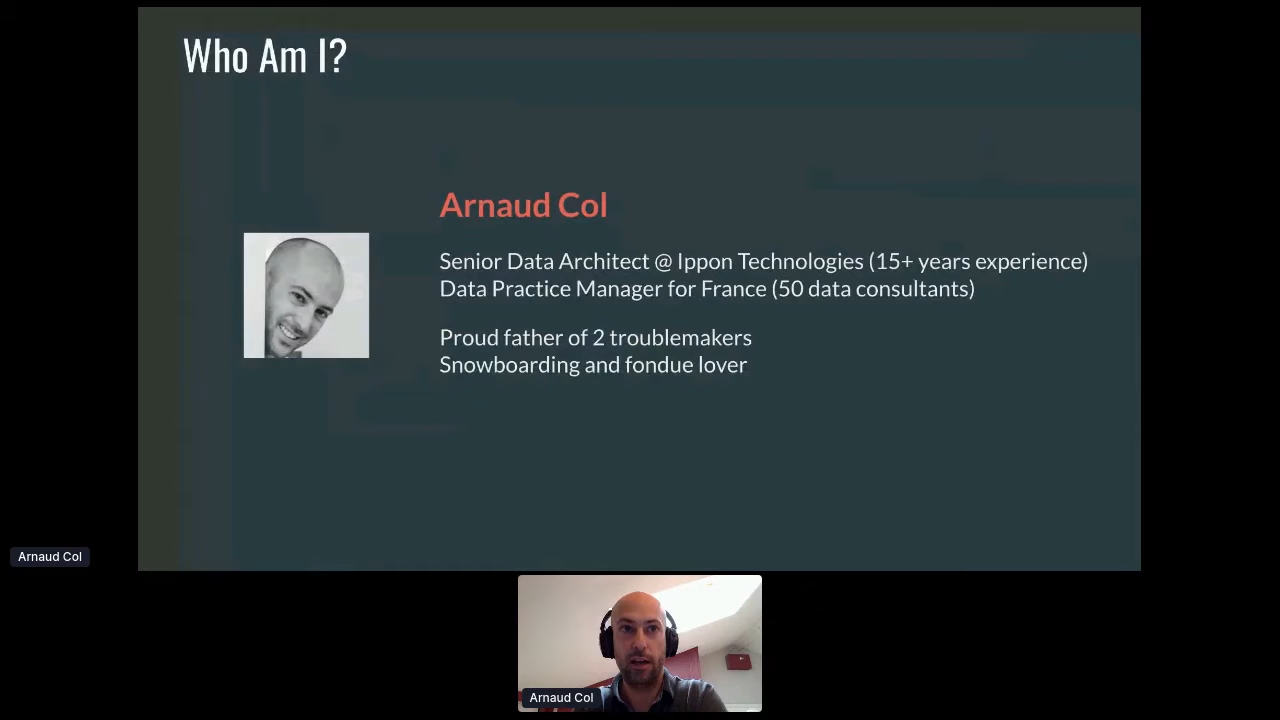 Who Am I?
Arnaud Col
Senior Data Architect @ Ippon Technologies (15+ years experience)
Data Practice Manager for France (50 data consultants)
Proud father of 2 troublemakers
Snowboarding and fondue lover
Arnaud Col
Arnaud Col